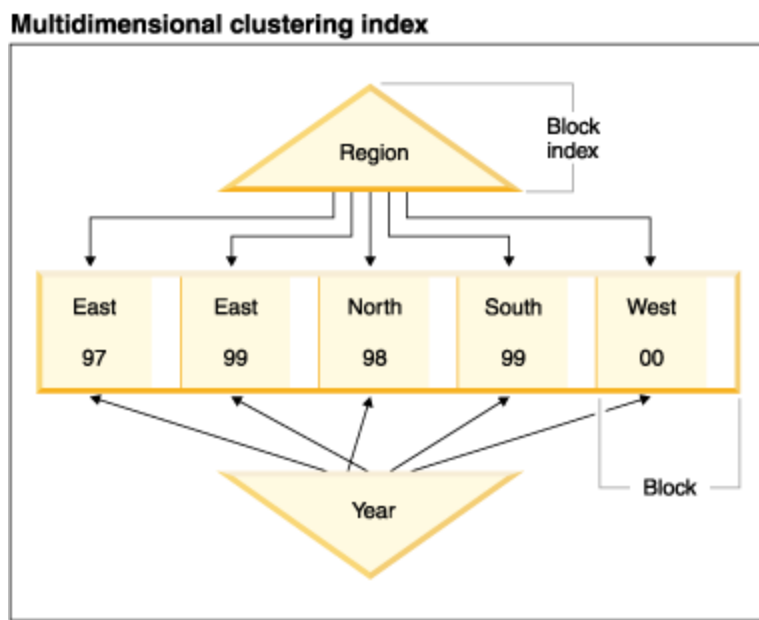 Multidimensional clustering index
Region
Block
index
East
East
North
South
West
97
99
98
99
00
Year
Block